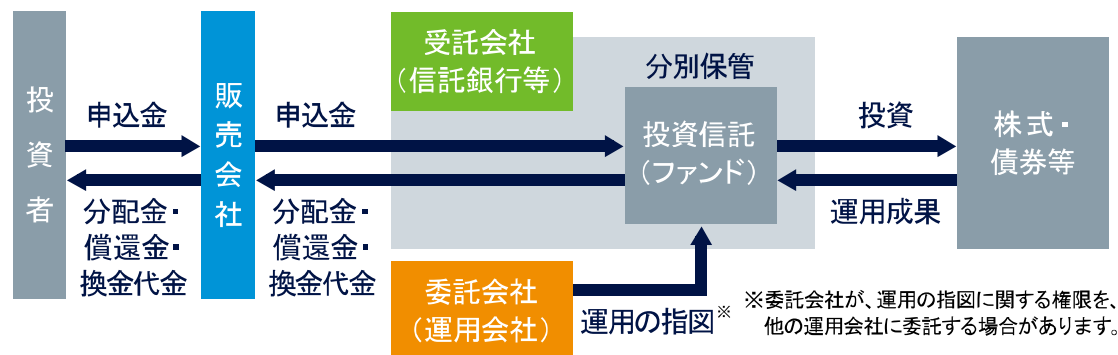 投資者
申込金
分配金・
償還金・
換金代金
販売会社
申込金
分配金・
償還金・
換金代金
受託会社
（信託銀行等）
分別保管
投資信託
（ファンド）
委託会社
（運用会社）
運用の指図※
投資
運用成果
株式・
債券等
※委託会社が、運用の指図に関する権限を、
他の運用会社に委託する場合があります。